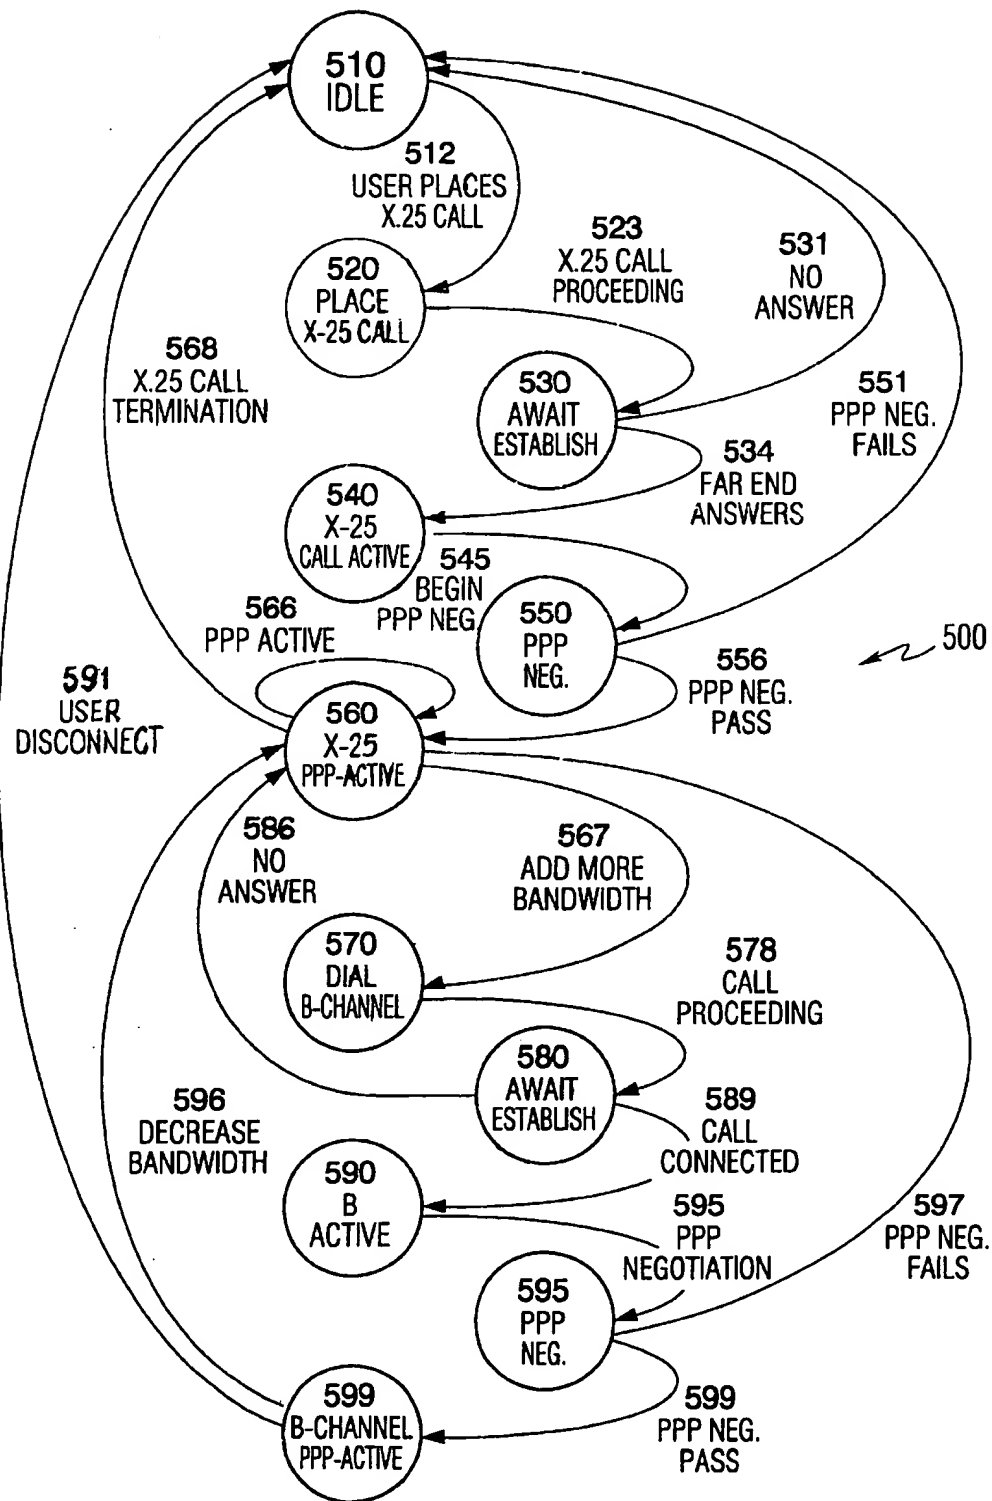 510
IDLE
512
USER PLACES
X.25 CALL
523
X.25 CALL
PROCEEDING
531
NO
ANSWER
520
PLACE
X-25 CALL
568
X.25 CALL
TERMINATION
530
AWAIT
ESTABLISH
551
PPP NEG.
FAILS
534
FAR END
ANSWERS
540
X-25
CALL ACTIVE
545
BEGIN
PPP NEG.
566
PPP ACTIVE
550
PPP
NEG.
500
556
PPP NEG.
PASS
591
USER
DISCONNECT
560
X-25
PPP-ACTIVE
586
NO
ANSWER
567
ADD MORE
BANDWIDTH
570
DIAL
B-CHANNEL
578
CALL
PROCEEDING
580
AWAIT
ESTABLISH
596
DECREASE
BANDWIDTH
589
CALL
CONNECTED
590
B
ACTIVE
595
PPP
NEGOTIATION
597
PPP NEG.
FAILS
595
PPP
NEG.
599
B-CHANNEL
PPP-ACTIVE
599
PPP NEG.
PASS